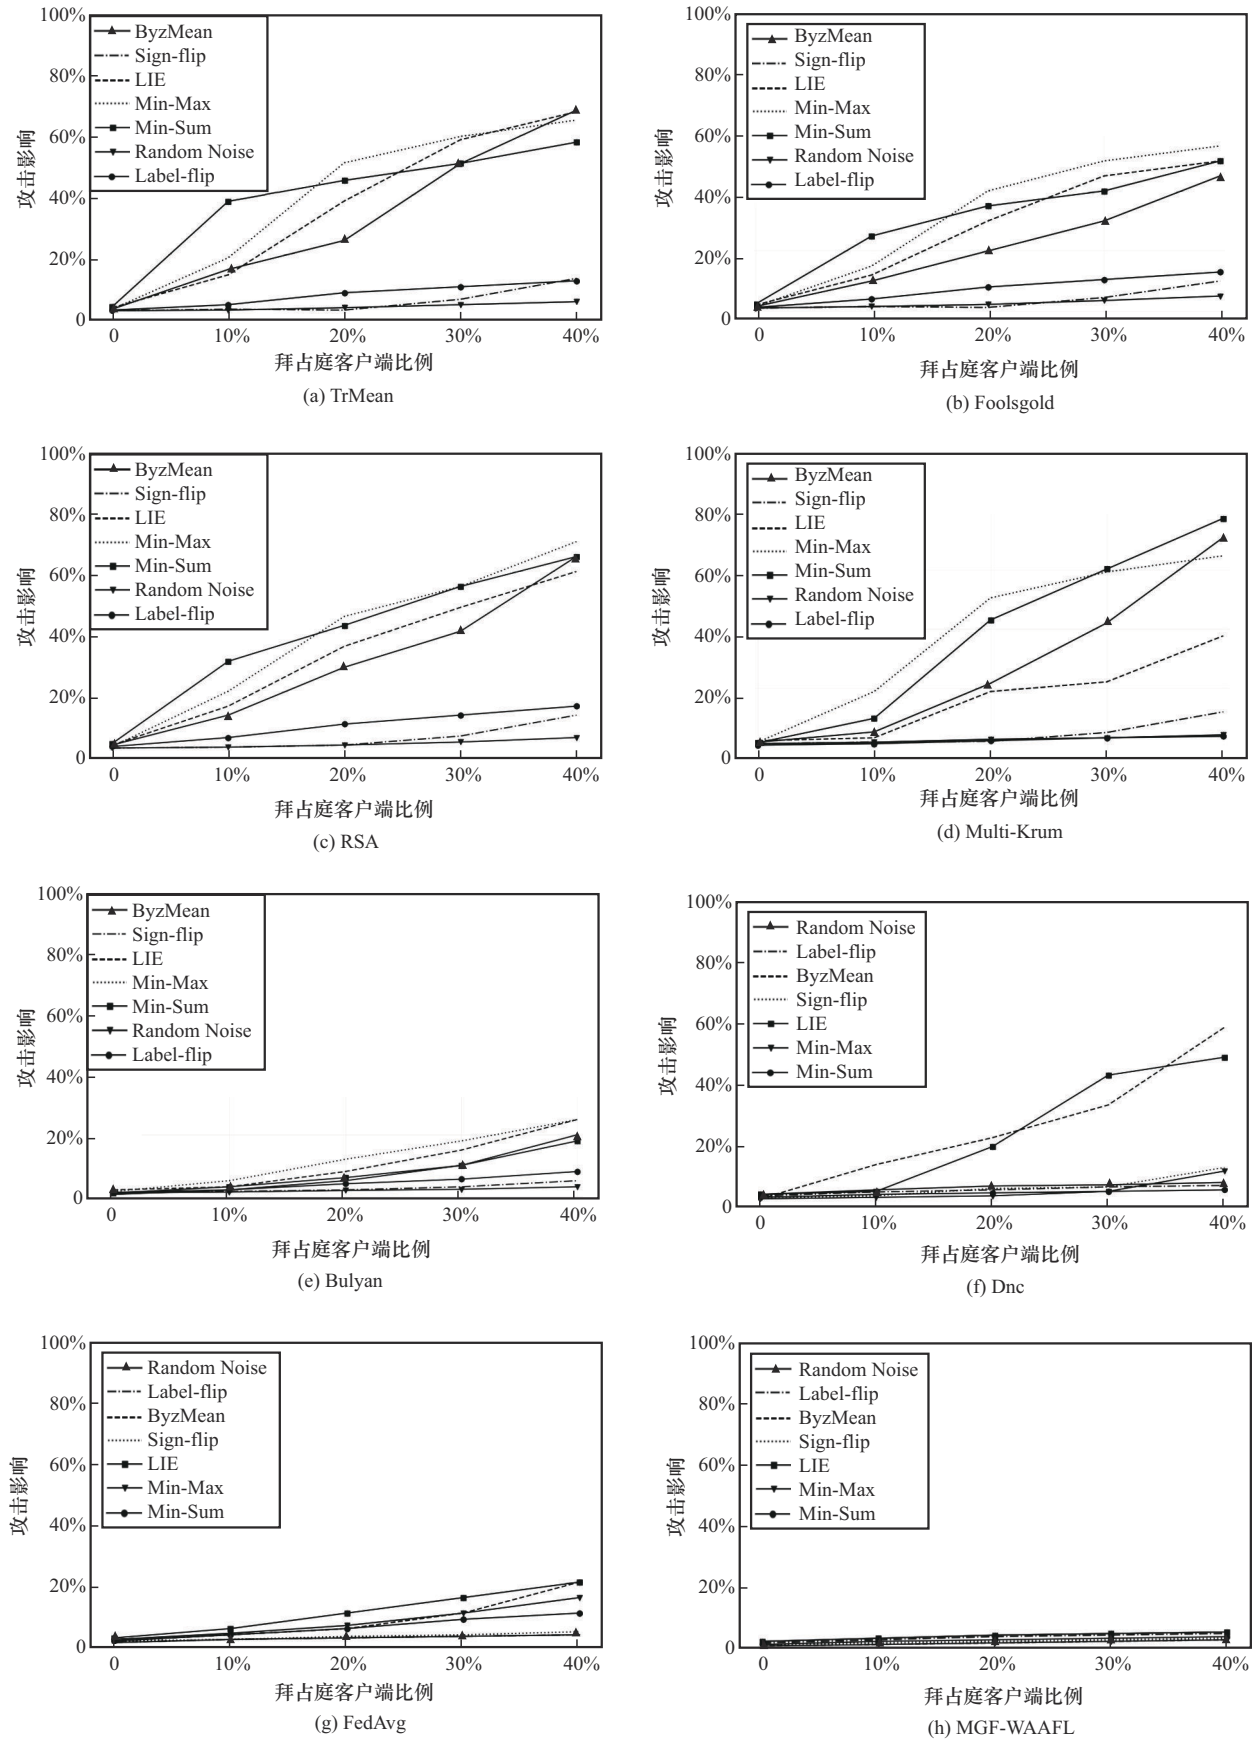 100%
80%
60%
40%
20%
0
攻击影响
ByzMean
Sign-flip
LIE
Min-Max
Min-Sum
Random Noise
Label-flip
0 10% 20% 30% 40%
拜占庭客户端比例
(a) TrMean
100%
80%
60%
40%
20%
0
攻击影响
ByzMean
Sign-flip
LIE
Min-Max
Min-Sum
Random Noise
Label-flip
0 10% 20% 30% 40%
拜占庭客户端比例
(b) Foolsgold
100%
80%
60%
40%
20%
0
攻击影响
ByzMean
Sign-flip
LIE
Min-Max
Min-Sum
Random Noise
Label-flip
0 10% 20% 30% 40%
拜占庭客户端比例
(c) RSA
100%
80%
60%
40%
20%
0
攻击影响
ByzMean
Sign-flip
LIE
Min-Max
Min-Sum
Random Noise
Label-flip
0 10% 20% 30% 40%
拜占庭客户端比例
(d) Multi-Krum
100%
80%
60%
40%
20%
0
攻击影响
ByzMean
Sign-flip
LIE
Min-Max
Min-Sum
Random Noise
Label-flip
0 10% 20% 30% 40%
拜占庭客户端比例
(e) Bulyan
100%
80%
60%
40%
20%
0
攻击影响
Random Noise
Label-flip
ByzMean
Sign-flip
LIE
Min-Max
Min-Sum
0 10% 20% 30% 40%
拜占庭客户端比例
(f) Dnc
100%
80%
60%
40%
20%
0
攻击影响
Random Noise
Label-flip
ByzMean
Sign-flip
LIE
Min-Max
Min-Sum
0 10% 20% 30% 40%
拜占庭客户端比例
(g) FedAvg
100%
80%
60%
40%
20%
0
攻击影响
Random Noise
Label-flip
ByzMean
Sign-flip
LIE
Min-Max
Min-Sum
0 10% 20% 30% 40%
拜占庭客户端比例
(h) MGF-WAAFL